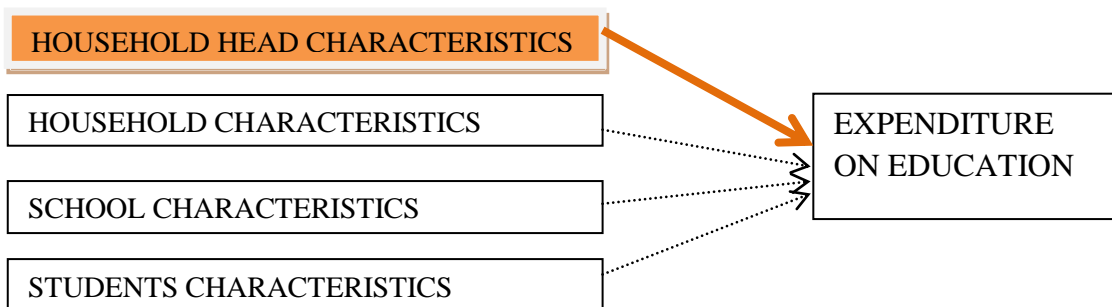 HOUSEHOLD HEAD CHARACTERISTICS
HOUSEHOLD CHARACTERISTICS
SCHOOL CHARACTERISTICS
STUDENTS CHARACTERISTICS
EXPENDITURE
ON EDUCATION